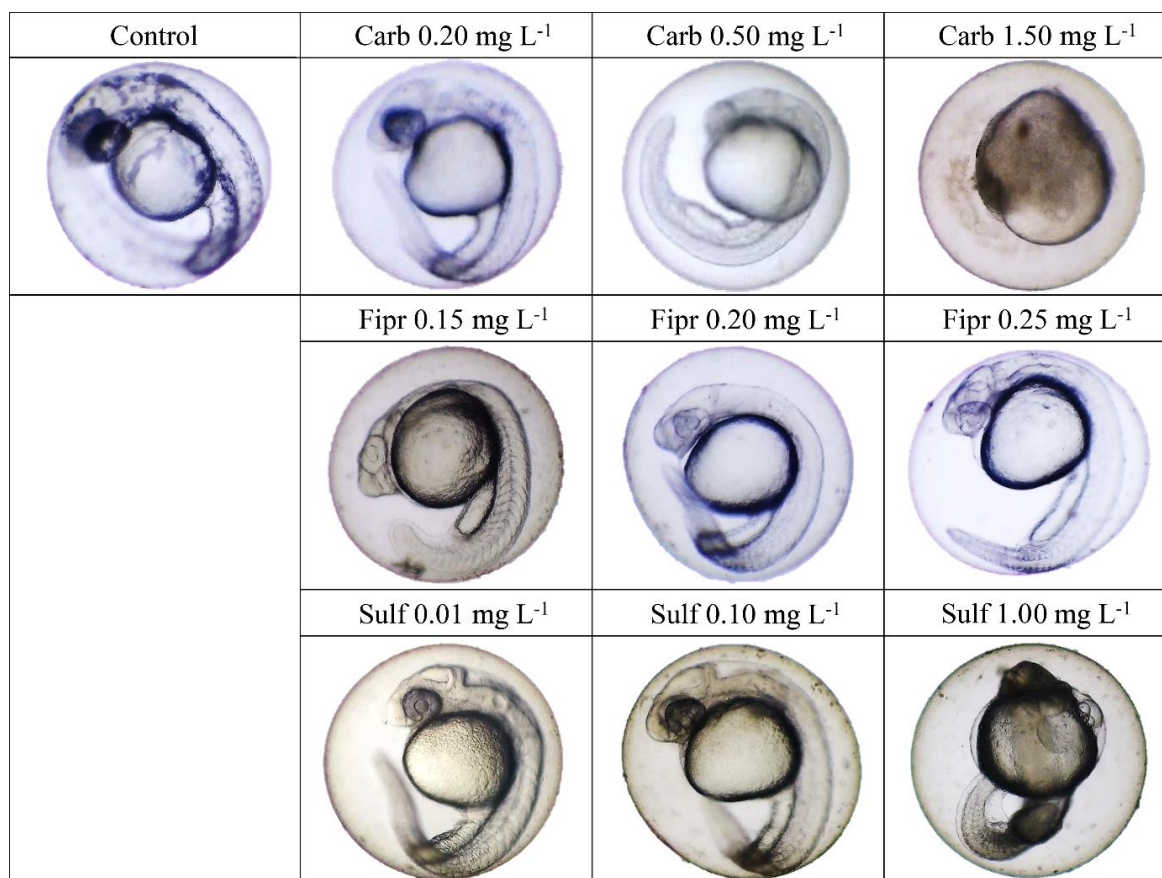 Control
Carb 0.20 mg L⁻¹
Carb 0.50 mg L⁻¹
Carb 1.50 mg L⁻¹
Fipr 0.15 mg L⁻¹
Fipr 0.20 mg L⁻¹
Fipr 0.25 mg L⁻¹
Sulf 0.01 mg L⁻¹
Sulf 0.10 mg L⁻¹
Sulf 1.00 mg L⁻¹